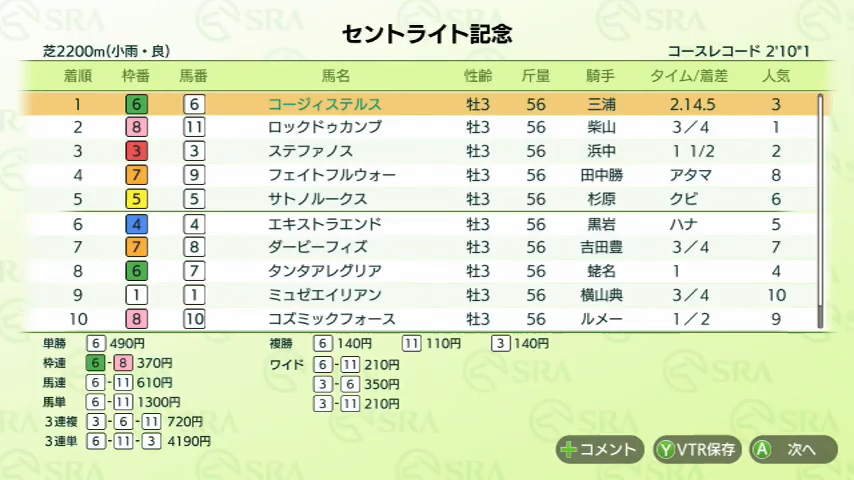 セントライト記念
芝2200m(小雨・良)
コースレコード 2'10"1
着順 枠番 馬番 馬名 性齢 斤量 騎手 タイム/着差 人気
1 6 6 コージィステルス 牡3 56 三浦 2.14.5 3
2 8 11 ロックドゥカンブ 牡3 56 柴山 3／4 1
3 3 3 ステファノス 牡3 56 浜中 1 1/2 2
4 7 9 フェイトフルウォー 牡3 56 田中勝 アタマ 8
5 5 5 サトノルークス 牡3 56 杉原 クビ 6
6 4 4 エキストラエンド 牡3 56 黒岩 ハナ 5
7 7 8 ダービーフィズ 牡3 56 吉田豊 3／4 7
8 6 7 タンタアレグリア 牡3 56 蛯名 1 4
9 1 1 ミュゼエイリアン 牡3 56 横山典 3／4 10
10 8 10 コズミックフォース 牡3 56 ルメー 1／2 9
単勝 6 490円
枠連 6-8 370円
馬連 6-11 610円
馬単 6-11 1300円
3連複 3-6-11 720円
3連単 6-11-3 4190円
複勝 6 140円 11 110円 3 140円
ワイド 6-11 210円
3-6 350円
3-11 210円
コメント Y VTR保存 A 次へ